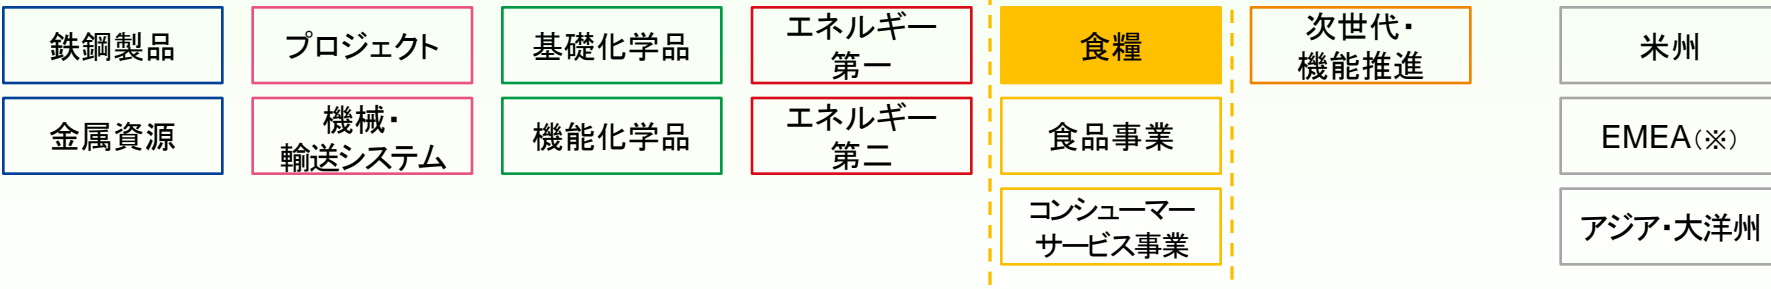 鉄鋼製品
プロジェクト
基礎化学品
エネルギー
第一
食糧
次世代・
機能推進
米州
金属資源
機械・
輸送システム
機能化学品
エネルギー
第二
食品事業
EMEA(※)
コンシューマー
サービス事業
アジア・大洋州